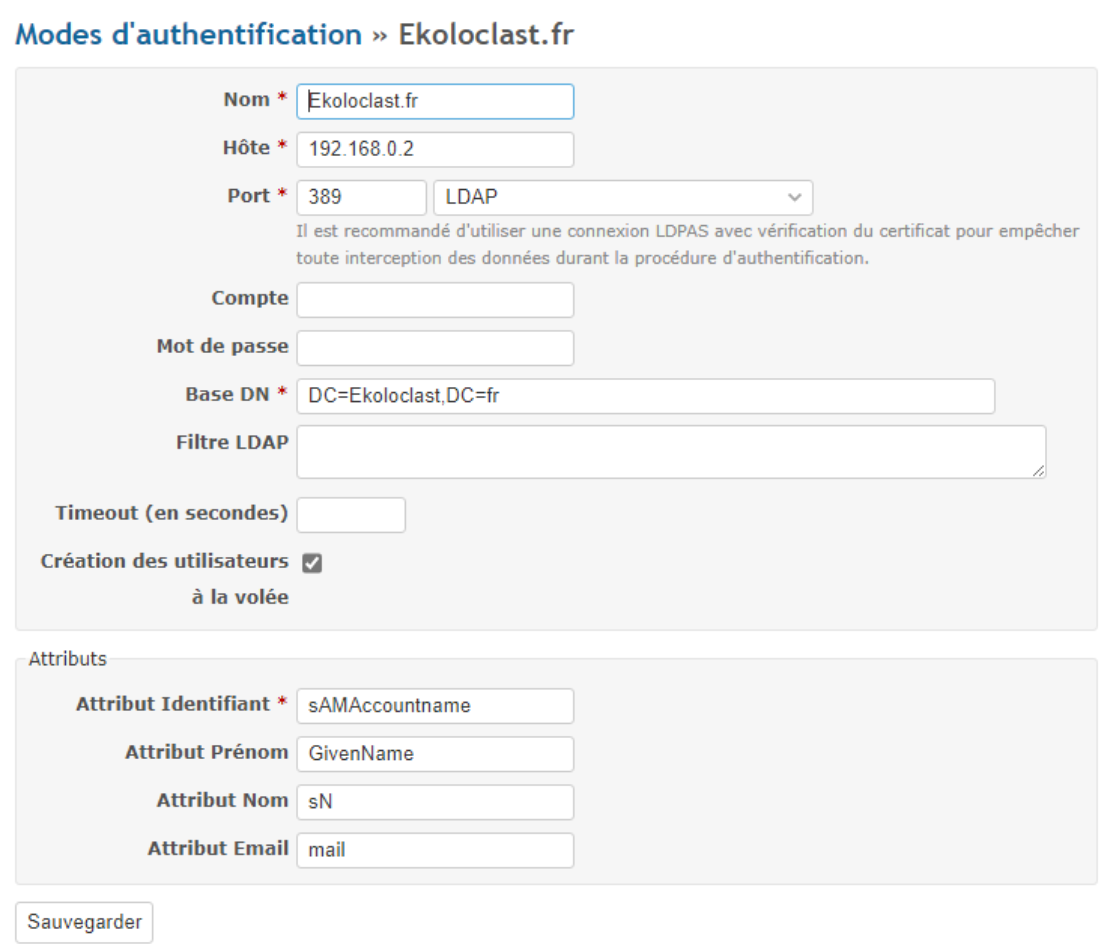 Modes d'authentification » Ekoloclast.fr
Nom * Ekoloclast.fr
Hôte * 192.168.0.2
Port * 389 LDAP
Il est recommandé d'utiliser une connexion LDPAS avec vérification du certificat pour empêcher
toute interception des données durant la procédure d'authentification.
Compte
Mot de passe
Base DN * DC=Ekoloclast,DC=fr
Filtre LDAP
Timeout (en secondes)
Création des utilisateurs
à la volée
Attributs
Attribut Identifiant * sAMAccountname
Attribut Prénom GivenName
Attribut Nom sN
Attribut Email mail
Sauvegarder